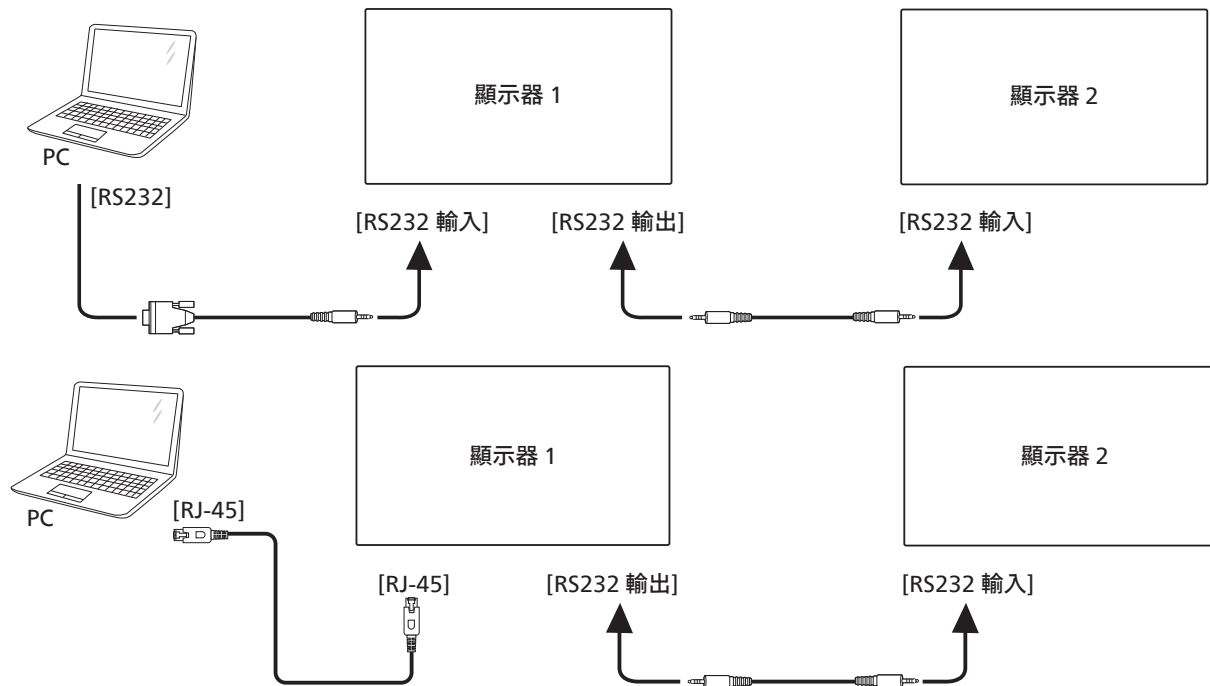 顯示器 1
顯示器 2
PC
[RS232]
[RS232 輸入]
[RS232 輸出]
[RS232 輸入]
顯示器 1
顯示器 2
PC
[RJ-45]
[RJ-45]
[RS232 輸出]
[RS232 輸入]